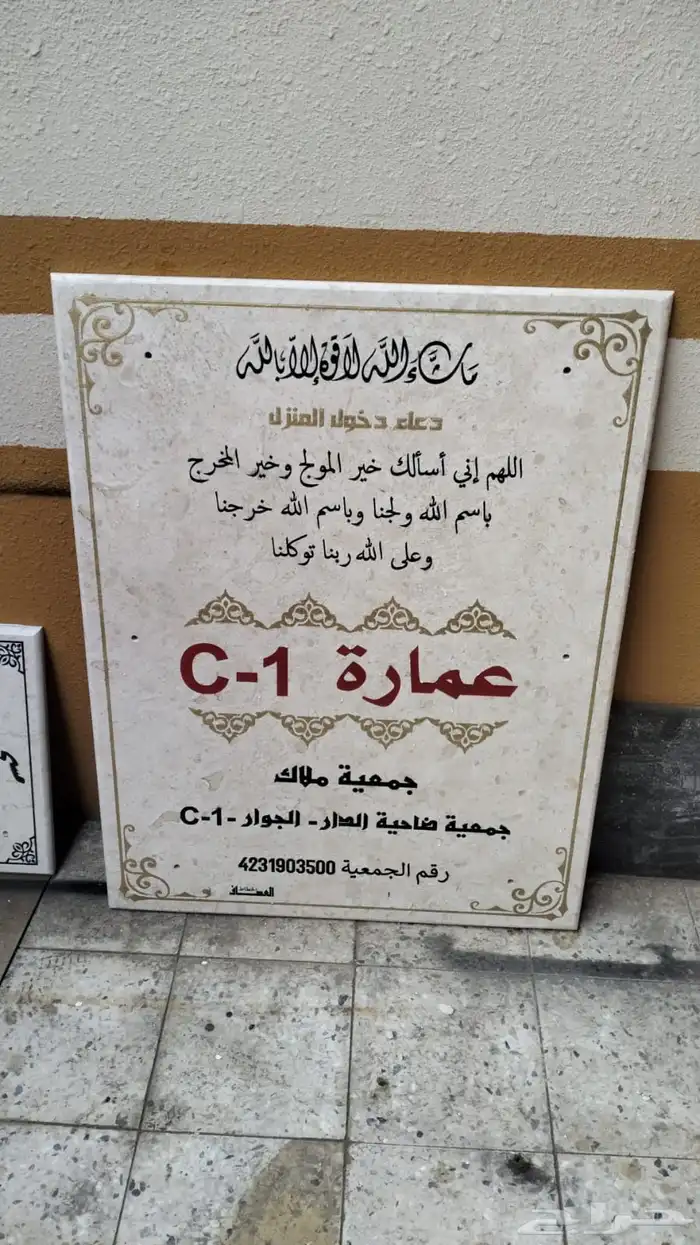 ما شاء الله لا قوة إلا بالله
دعاء دخول المنزل
اللهم إني أسألك خير المولج وخير المخرج
باسم الله ولجنا وباسم الله خرجنا
وعلى الله ربنا توكلنا
عمارة C-1
جمعية ملاك
جمعية ضاحية الدار- الجوار -C-1
رقم الجمعية 4231903500
حراج